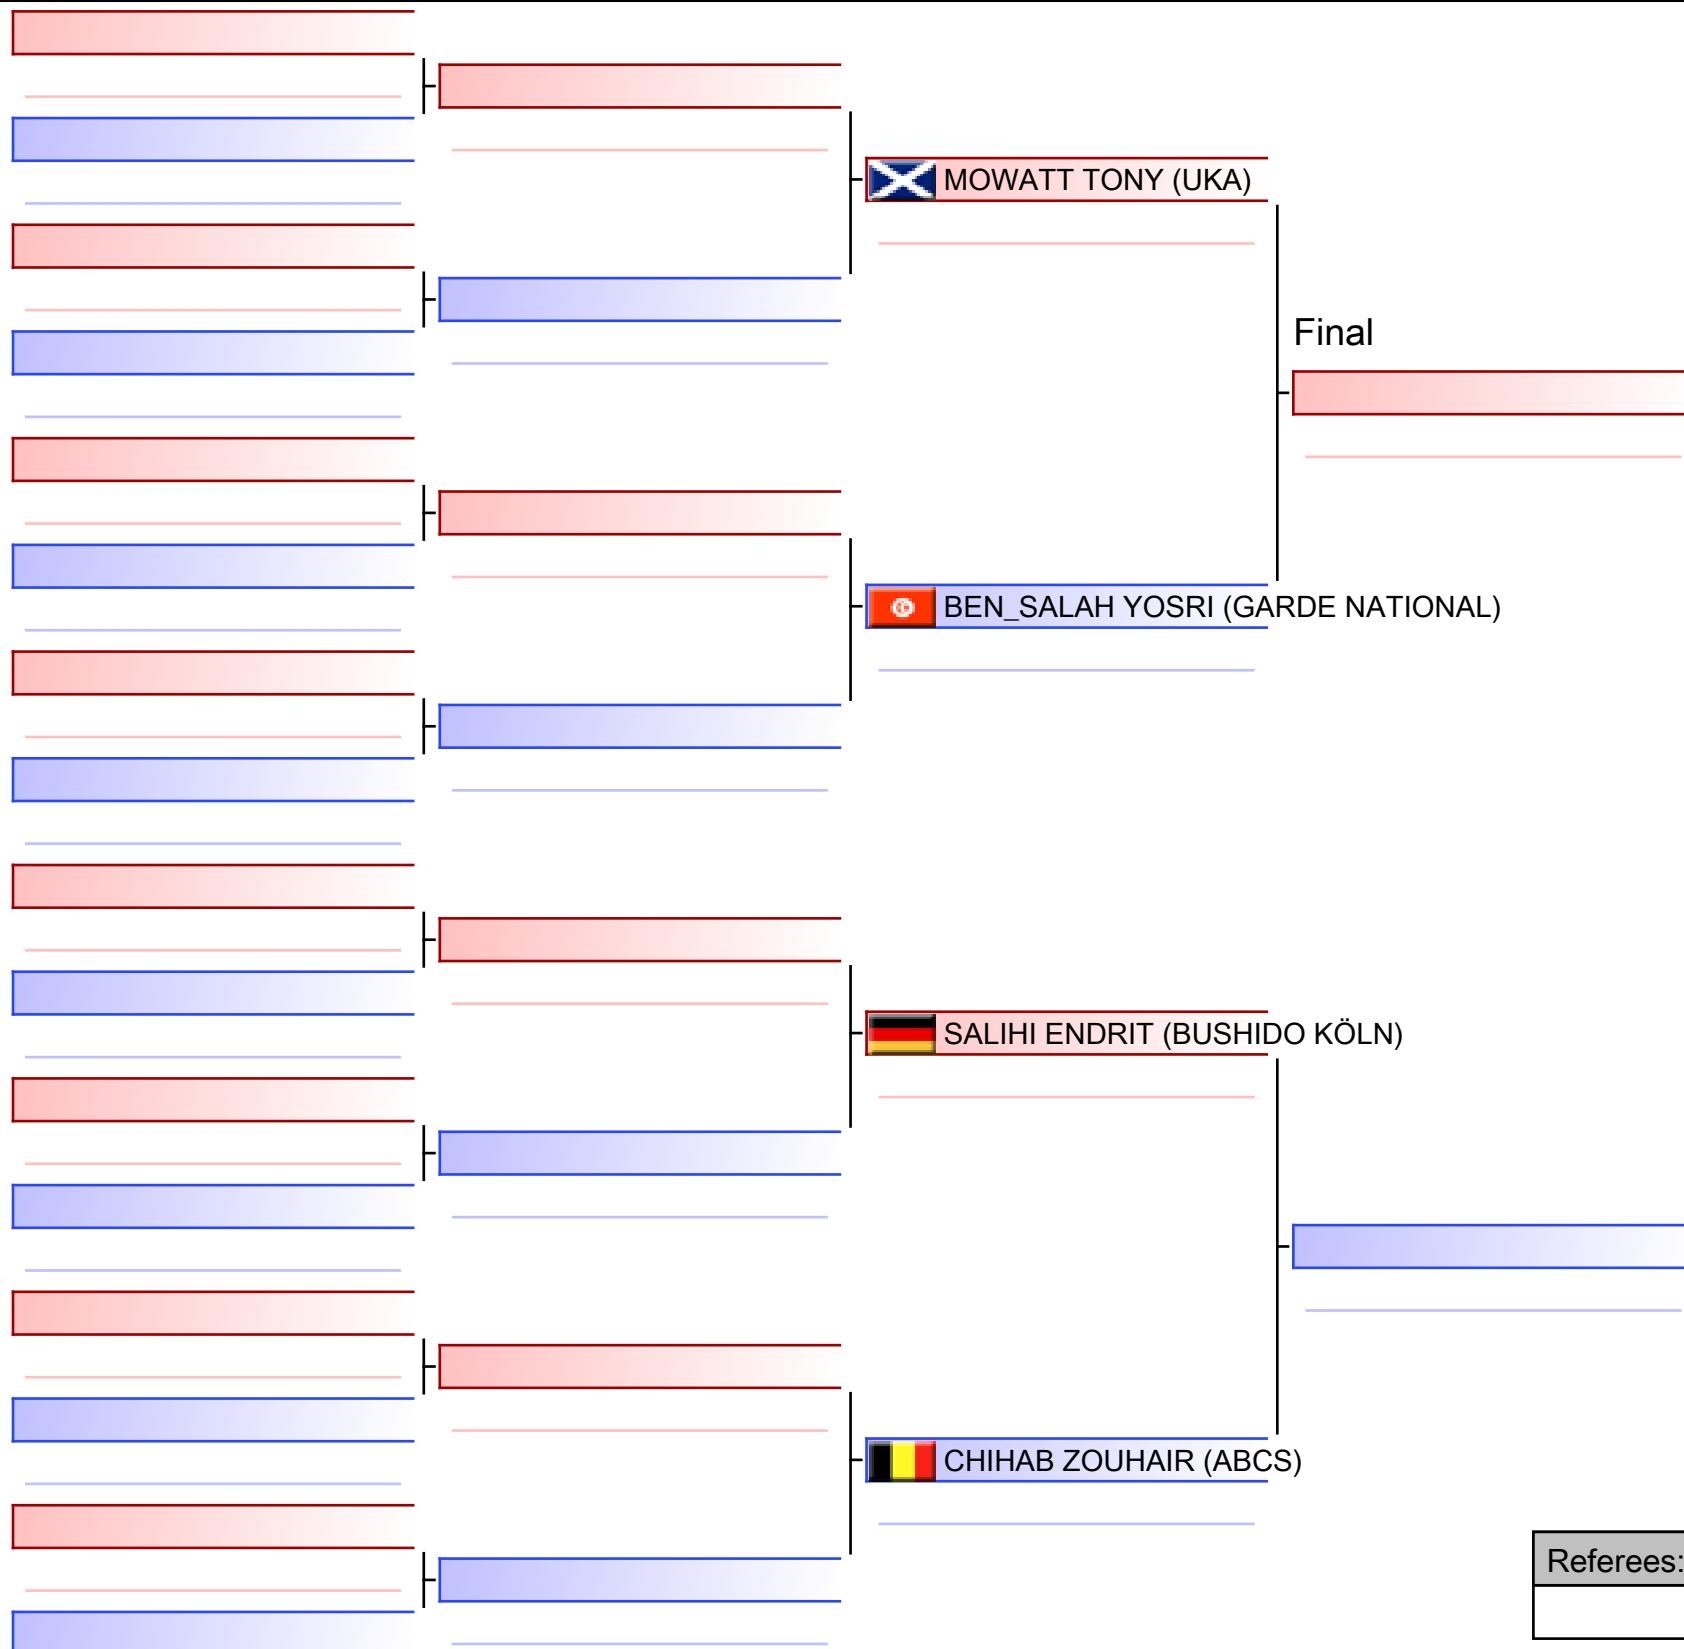 MOWATT TONY (UKA)
Final
BEN_SALAH YOSRI (GARDE NATIONAL)
SALIHI ENDRIT (BUSHIDO KÖLN)
CHIHAB ZOUHAIR (ABCS)
Referees: